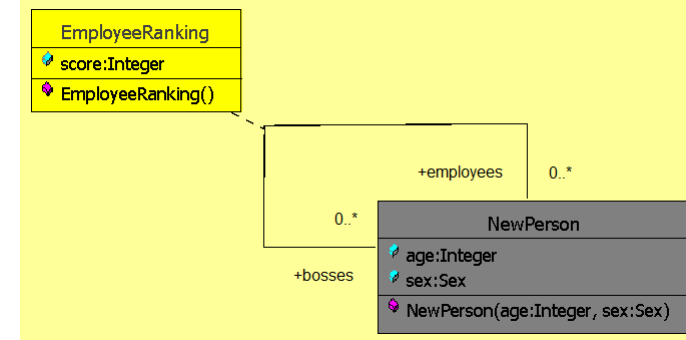 EmployeeRanking
score:Integer
EmployeeRanking()
+employees
0..*
0..*
+bosses
NewPerson
age:Integer
sex:Sex
NewPerson(age:Integer, sex:Sex)